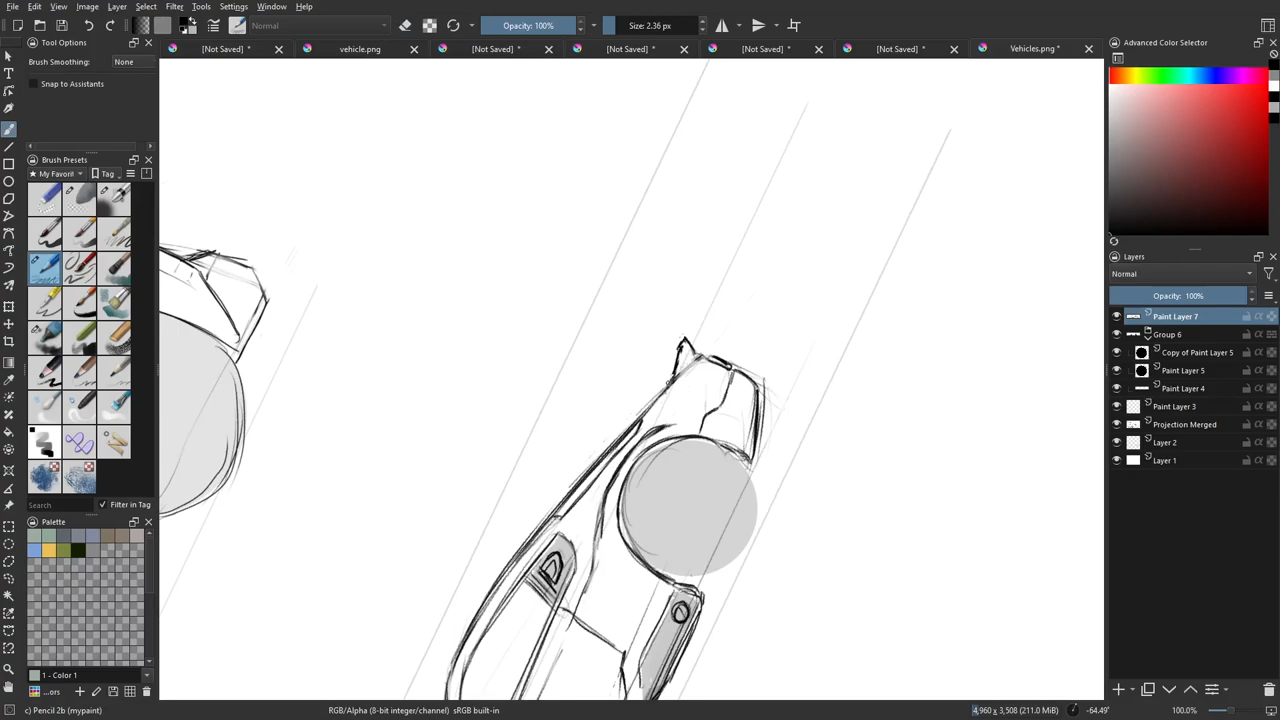 File Edit View Image Layer Select Filter Tools Settings Window Help
Normal Opacity: 100% Size: 2.36 px
Tool Options
[Not Saved] * vehicle.png [Not Saved] * [Not Saved] * [Not Saved] * [Not Saved] * Vehicles.png *
Brush Smoothing: None
Snap to Assistants
Brush Presets
My Favori Tag
Search Filter in Tag
Palette
1 - Color 1
...ors
Advanced Color Selector
Layers
Normal
Opacity: 100%
Paint Layer 7
Group 6
Copy of Paint Layer 5
Paint Layer 5
Paint Layer 4
Paint Layer 3
Projection Merged
Layer 2
Layer 1
c) Pencil 2b (mypaint) RGB/Alpha (8-bit integer/channel) sRGB built-in 4,960 x 3,508 (211.0 MiB) -64.49° 100.0%